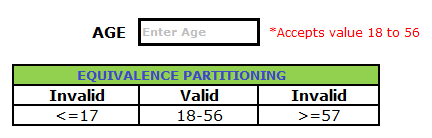 AGE Enter Age *Accepts value 18 to 56
EQUIVALENCE PARTITIONING
Invalid Valid Invalid
<=17 18-56 >=57